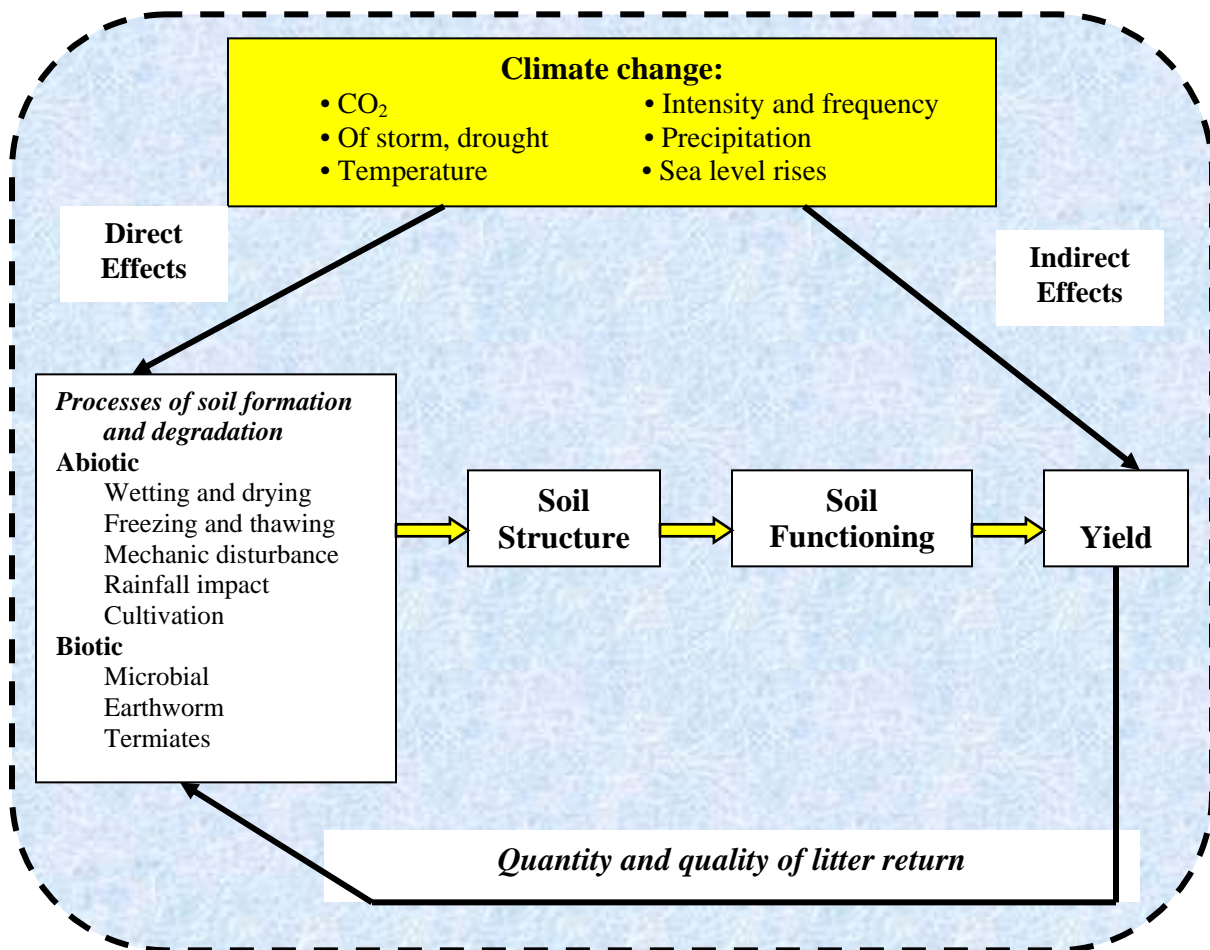 Climate change:
• CO₂
• Of storm, drought
• Temperature
• Intensity and frequency
• Precipitation
• Sea level rises
Direct
Effects
Indirect
Effects
Processes of soil formation
and degradation
Abiotic
Wetting and drying
Freezing and thawing
Mechanic disturbance
Rainfall impact
Cultivation
Biotic
Microbial
Earthworm
Termiates
Soil
Structure
Soil
Functioning
Yield
Quantity and quality of litter return